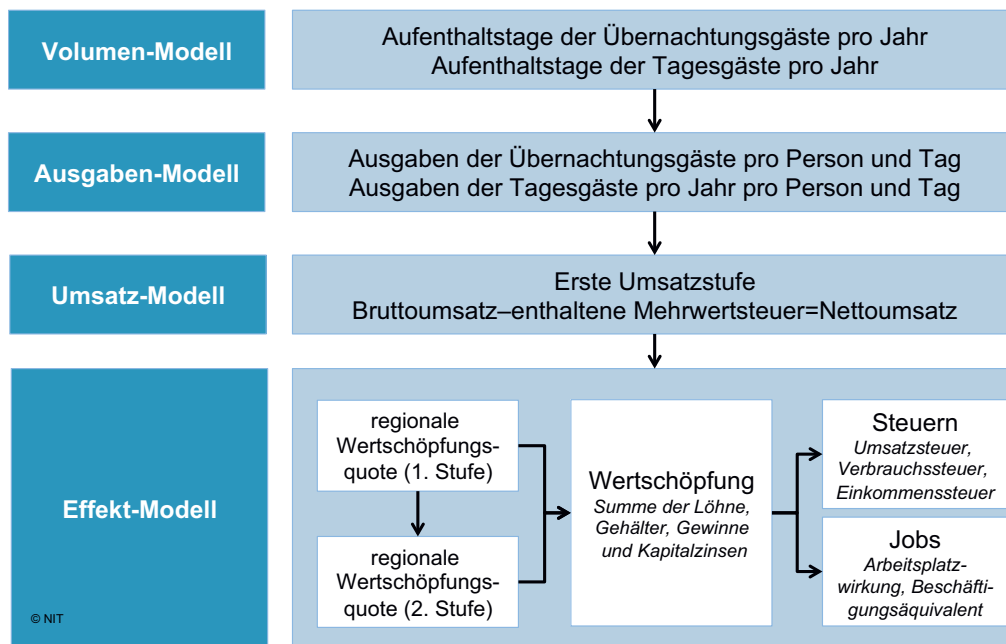 Volumen-Modell
Aufenthaltstage der Übernachtungsgäste pro Jahr
Aufenthaltstage der Tagesgäste pro Jahr
Ausgaben-Modell
Ausgaben der Übernachtungsgäste pro Person und Tag
Ausgaben der Tagesgäste pro Jahr pro Person und Tag
Umsatz-Modell
Erste Umsatzstufe
Bruttoumsatz–enthaltene Mehrwertsteuer=Nettoumsatz
Effekt-Modell
© NIT
regionale
Wertschöpfungs-
quote (1. Stufe)
regionale
Wertschöpfungs-
quote (2. Stufe)
Wertschöpfung
Summe der Löhne,
Gehälter, Gewinne
und Kapitalzinsen
Steuern
Umsatzsteuer,
Verbrauchssteuer,
Einkommenssteuer
Jobs
Arbeitsplatz-
wirkung, Beschäfti-
gungsäquivalent